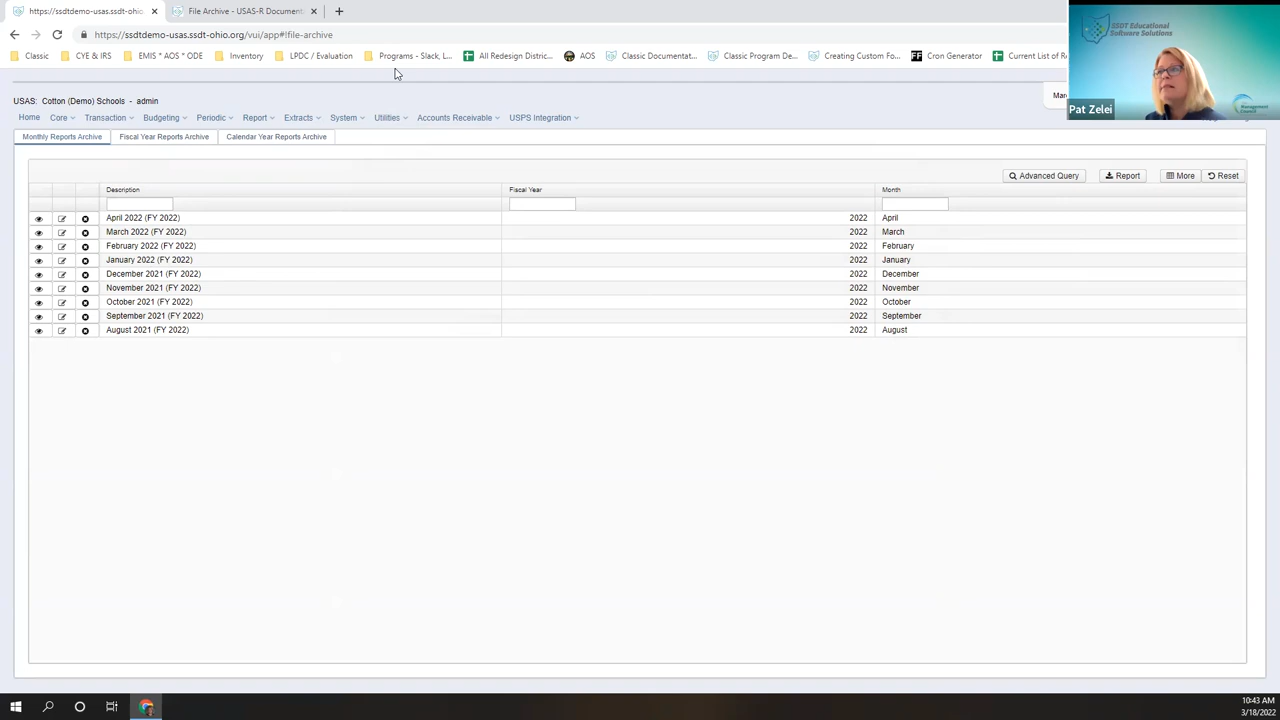 https://ssdtdemo-usas.ssdt-ohio
File Archive - USAS-R Document
https://ssdtdemo-usas.ssdt-ohio.org/vui/app#!file-archive
Classic
CYE & IRS
EMIS * AOS * ODE
Inventory
LPDC / Evaluation
Programs - Slack, L...
All Redesign Distric...
AOS
Classic Documentat...
Classic Program De...
Creating Custom Fo...
Cron Generator
Current List of R
SSDT Educational
Software Solutions
Management
Council
Pat Zelei
USAS: Cotton (Demo) Schools - admin
Mar
Home Core Transaction Budgeting Periodic Report Extracts System Utilities Accounts Receivable USPS Integration
Monthly Reports Archive Fiscal Year Reports Archive Calendar Year Reports Archive
Advanced Query Report More Reset
Description Fiscal Year Month
April 2022 (FY 2022) 2022 April
March 2022 (FY 2022) 2022 March
February 2022 (FY 2022) 2022 February
January 2022 (FY 2022) 2022 January
December 2021 (FY 2022) 2022 December
November 2021 (FY 2022) 2022 November
October 2021 (FY 2022) 2022 October
September 2021 (FY 2022) 2022 September
August 2021 (FY 2022) 2022 August
10:43 AM
3/18/2022